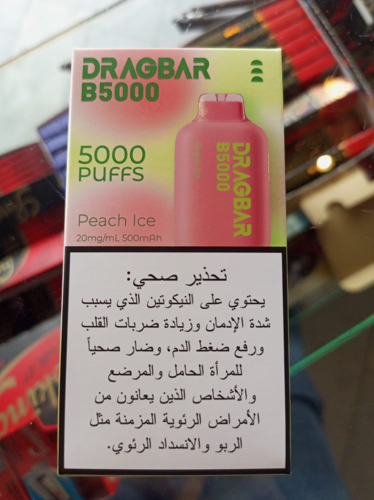 DRAGBAR
B5000
5000
PUFFS
DRAGBAR
B5000
Peach Ice
20mg/mL 500mAh
تحذير صحي:
يحتوي على النيكوتين الذي يسبب
شدة الإدمان وزيادة ضربات القلب
ورفع ضغط الدم، وضار صحياً
للمرأة الحامل والمرضع
والأشخاص الذين يعانون من
الأمراض الرئوية المزمنة مثل
الربو والانسداد الرئوي.